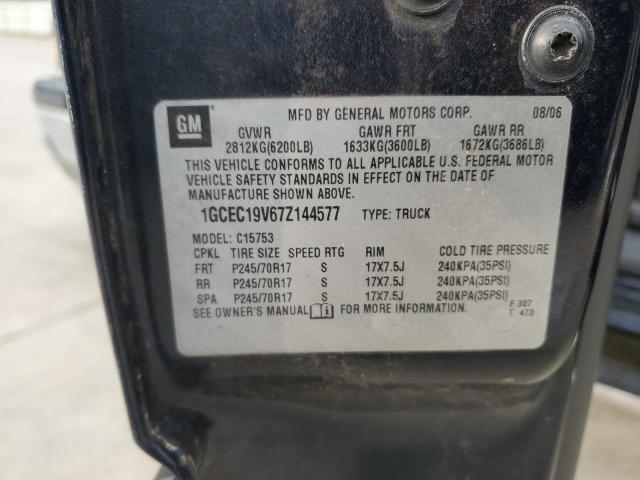 GM MFD BY GENERAL MOTORS CORP. 08/06
GVWR GAWR FRT GAWR RR
2812KG(6200LB) 1633KG(3600LB) 1672KG(3686LB)
THIS VEHICLE CONFORMS TO ALL APPLICABLE U.S. FEDERAL MOTOR
VEHICLE SAFETY STANDARDS IN EFFECT ON THE DATE OF
MANUFACTURE SHOWN ABOVE.
1GCEC19V67Z144577 TYPE: TRUCK
MODEL: C15753
CPKL TIRE SIZE SPEED RTG RIM COLD TIRE PRESSURE
FRT P245/70R17 S 17X7.5J 240KPA(35PSI)
RR P245/70R17 S 17X7.5J 240KPA(35PSI)
SPA P245/70R17 S 17X7.5J 240KPA(35PSI)
SEE OWNER'S MANUAL FOR MORE INFORMATION.
F 307
T 473